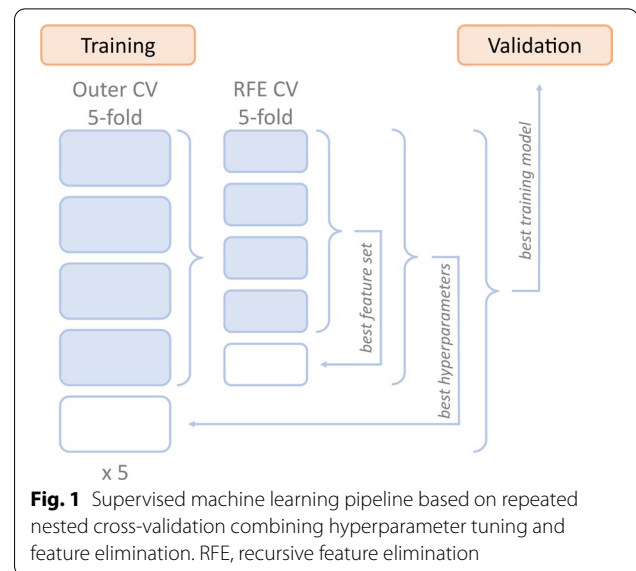 Training
Validation
Outer CV
5-fold
RFE CV
5-fold
best feature set
best hyperparameters
best training model
x 5
Fig. 1 Supervised machine learning pipeline based on repeated
nested cross-validation combining hyperparameter tuning and
feature elimination. RFE, recursive feature elimination